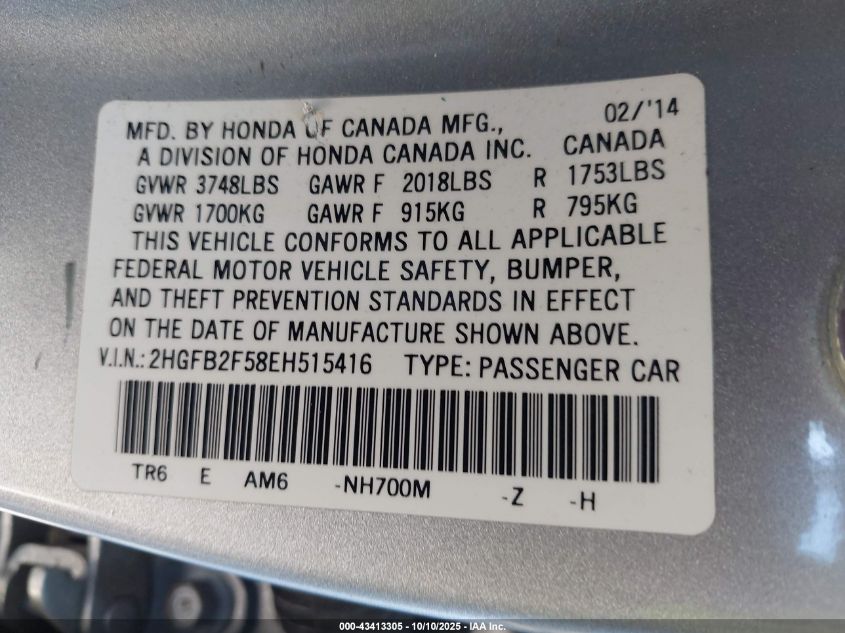 02/'14
MFD. BY HONDA OF CANADA MFG., CANADA
A DIVISION OF HONDA CANADA INC.
GVWR 3748LBS GAWR F 2018LBS R 1753LBS
GVWR 1700KG GAWR F 915KG R 795KG
THIS VEHICLE CONFORMS TO ALL APPLICABLE
FEDERAL MOTOR VEHICLE SAFETY, BUMPER,
AND THEFT PREVENTION STANDARDS IN EFFECT
ON THE DATE OF MANUFACTURE SHOWN ABOVE.
V.I.N.: 2HGFB2F58EH515416 TYPE: PASSENGER CAR
TR6 E AM6 -NH700M -Z -H
000-43413305 - 10/10/2025 - IAA Inc.